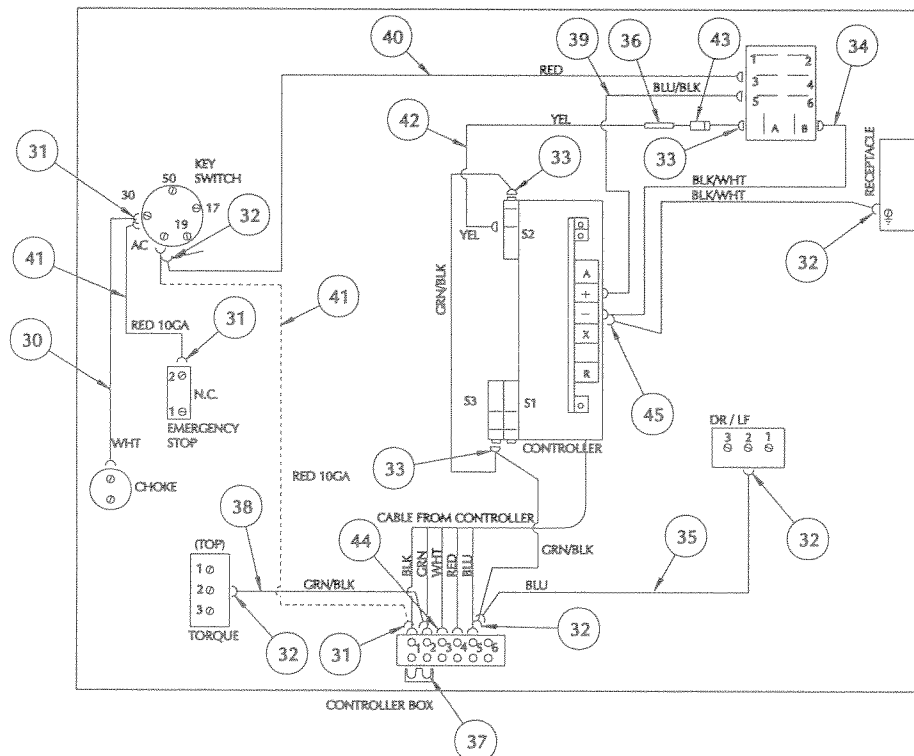 40
39
36
43
34
RED
BLU/BLK
YEL
1 2
3 4
5 6
A B
42
33
33
31
KEY
SWITCH
50
30
17
19
AC
32
BLK/WHT
BLK/WHT
RECEPTACLE
32
YEL
S2
GRN/BLK
A
+
−
X
R
41
41
RED 10GA
31
30
2
N.C.
1
EMERGENCY
STOP
S3
S1
45
CONTROLLER
DR / LF
3 2 1
WHT
CHOKE
RED 10GA
33
32
38
44
CABLE FROM CONTROLLER
BLK
GRN
WHT
RED
BLU
GRN/BLK
35
(TOP)
1
2
3
TORQUE
GRN/BLK
BLU
32
31
32
1 2 3 4 5 6
CONTROLLER BOX
37